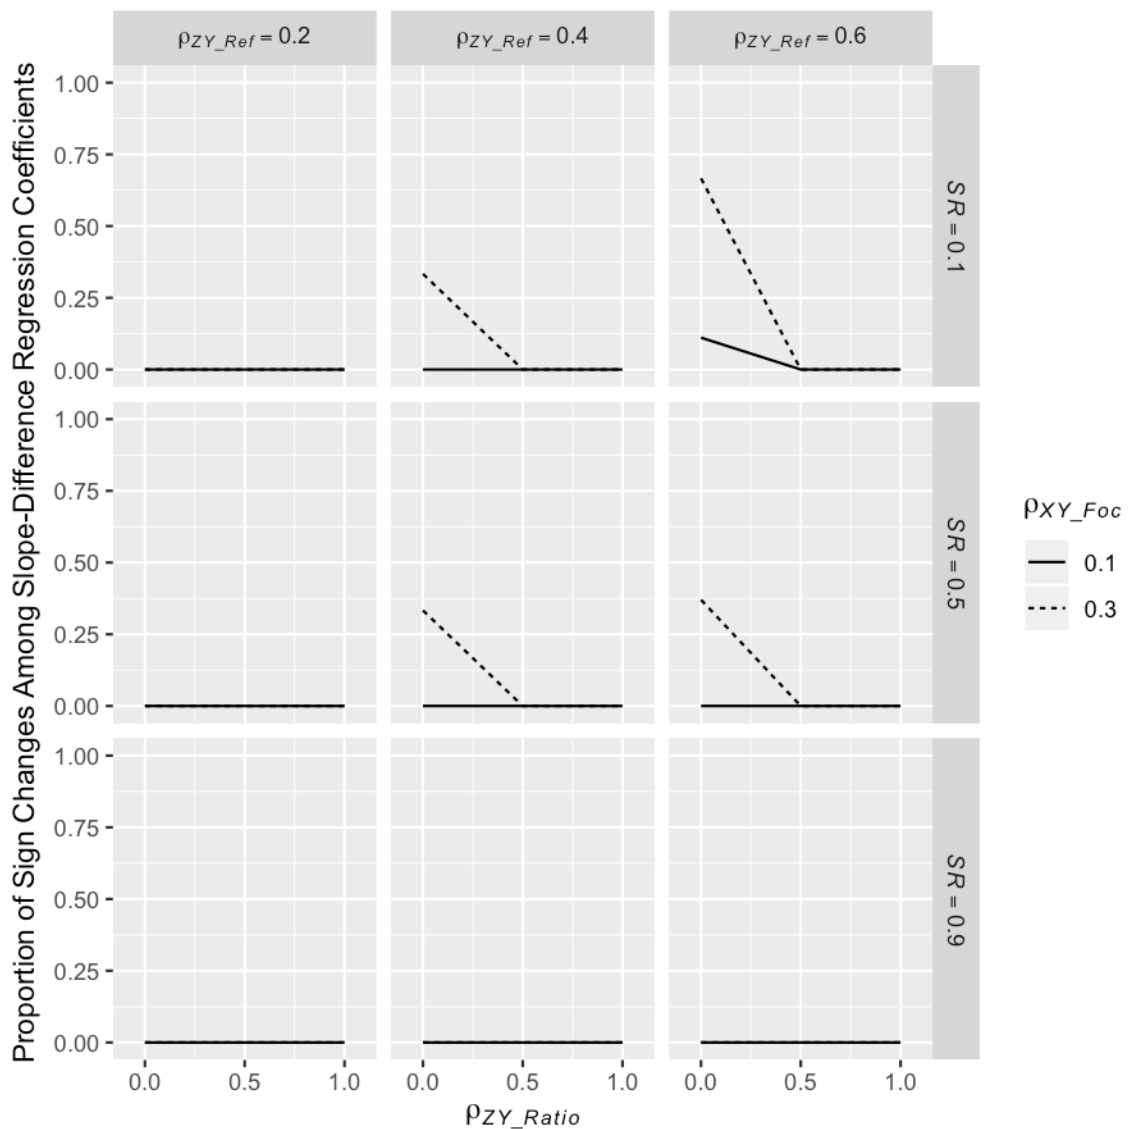 ρZY_Ref = 0.2
ρZY_Ref = 0.4
ρZY_Ref = 0.6
Proportion of Sign Changes Among Slope-Difference Regression Coefficients
1.00
0.75
0.50
0.25
0.00
SR = 0.1
1.00
0.75
0.50
0.25
0.00
SR = 0.5
1.00
0.75
0.50
0.25
0.00
SR = 0.9
0.0 0.5 1.0
0.0 0.5 1.0
0.0 0.5 1.0
ρZY_Ratio
ρXY_Foc
0.1
0.3